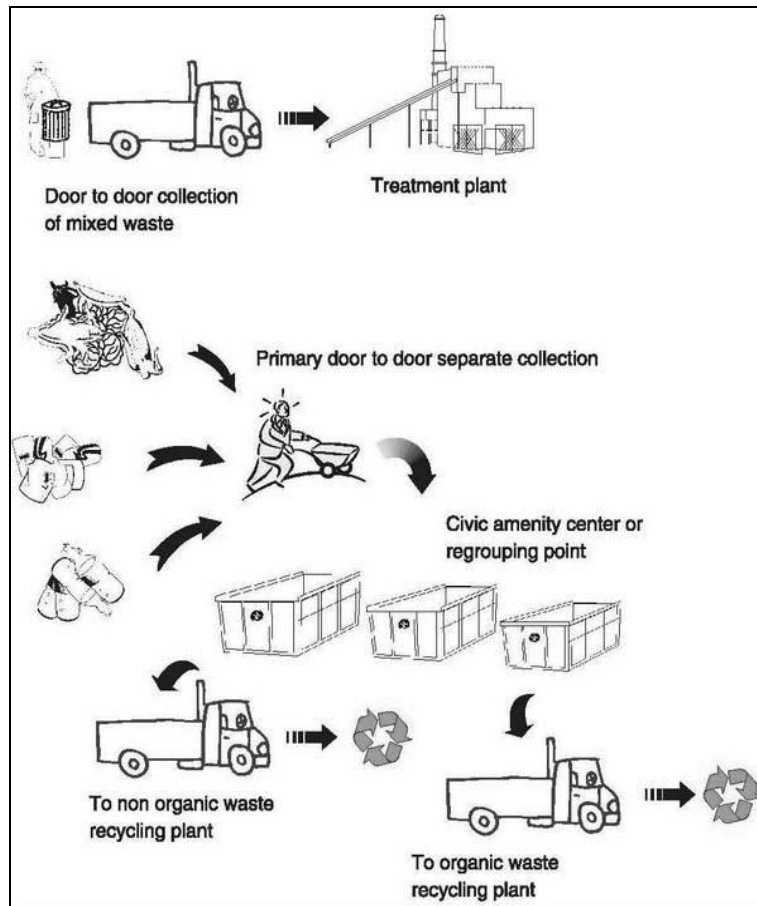 Door to door collection
of mixed waste
Treatment plant
Primary door to door separate collection
Civic amenity center or
regrouping point
To non organic waste
recycling plant
To organic waste
recycling plant